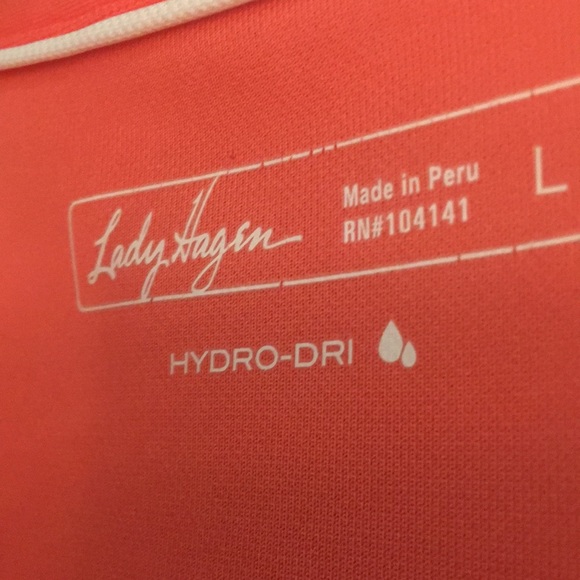 Lady Hagen
Made in Peru
RN#104141
L
HYDRO-DRI